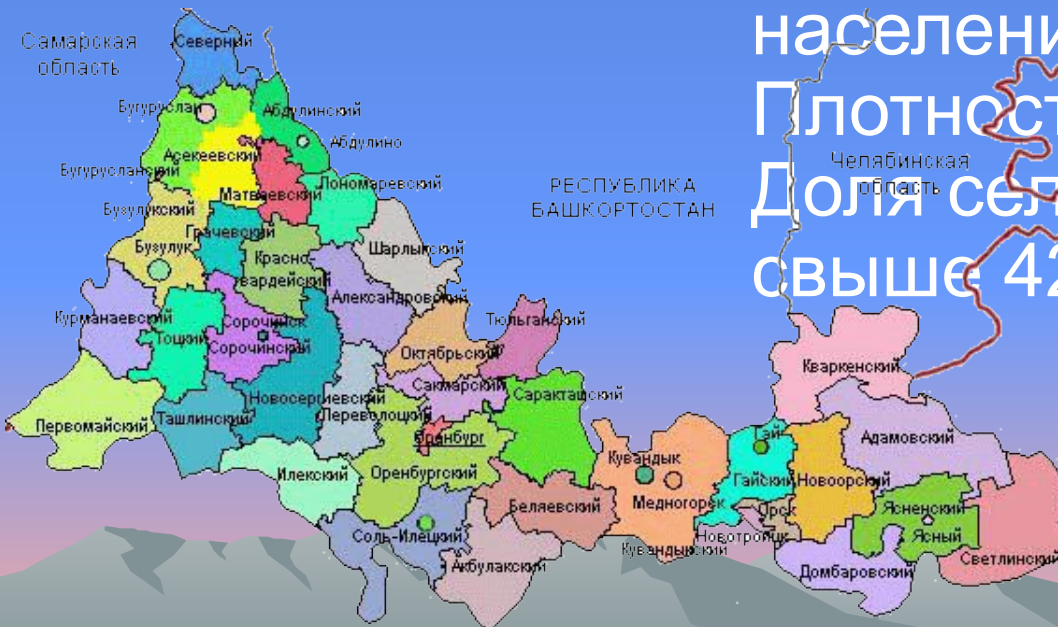 населени
Плотност
Доля сел
свыше 42
Самарская
область
РЕСПУБЛИКА
БАШКОРТОСТАН
Челябинская
область
Северный
Бугуруслан
Абдулинский
Абдулино
Асекеевский
Бугурусланский
Матвеевский
Пономаревский
Бузулукский
Грачевский
Бузулук
Шарлыкский
Красно-
гвардейский
Александровский
Курманаевский
Сорочинск
Тюльганский
Тоцкий
Сорочинский
Октябрьский
Кваркенский
Сакмарский
Саракташский
Новосергиевский
Переволоцкий
Первомайский
Ташлинский
Оренбург
Гай
Адамовский
Кувандык
Илекский
Оренбургский
Гайский
Новоорский
Беляевский
Медногорск
Орск
Ясненский
Соль-Илецкий
Новотроицк
Ясный
Кувандыкский
Акбулакский
Домбаровский
Светлинский